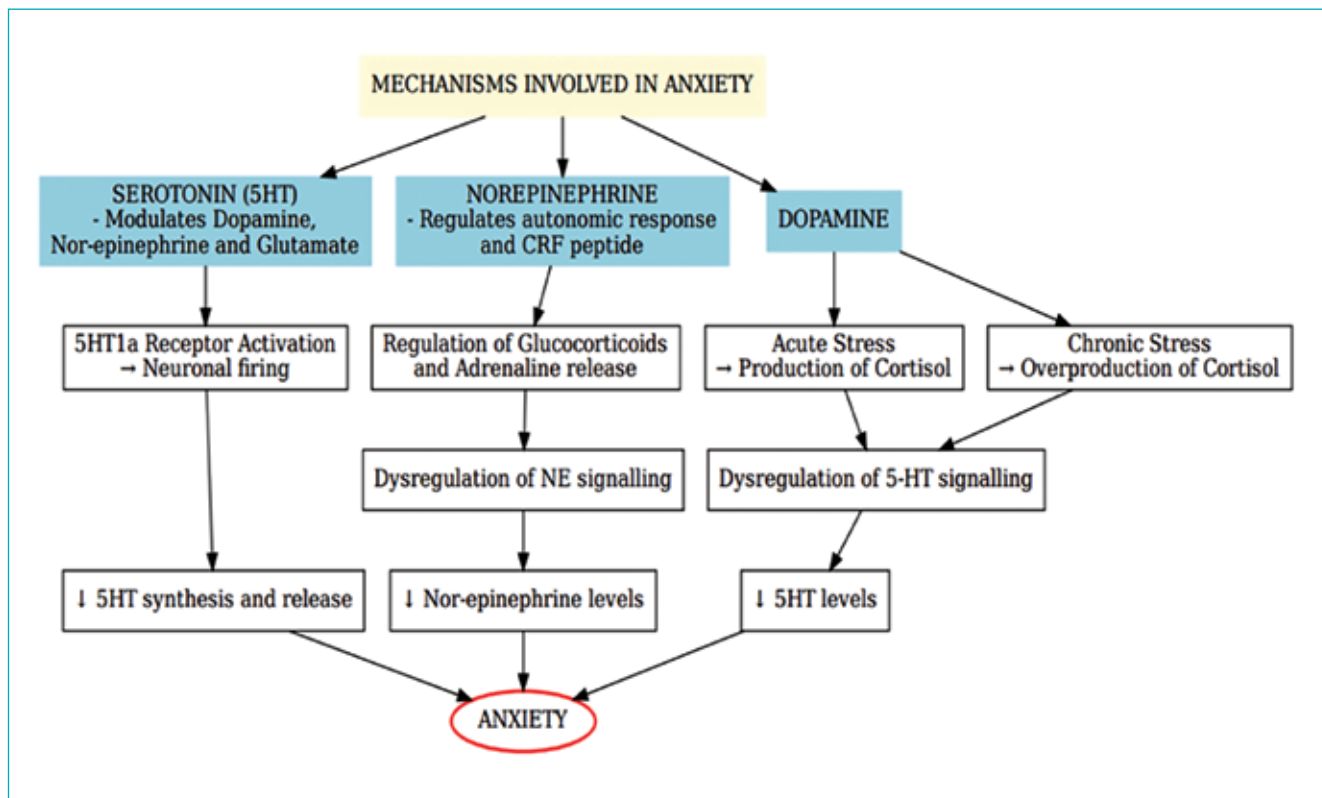 MECHANISMS INVOLVED IN ANXIETY
SEROTONIN (5HT)
- Modulates Dopamine,
Nor-epinephrine and Glutamate
NOREPINEPHRINE
- Regulates autonomic response
and CRF peptide
DOPAMINE
5HT1a Receptor Activation
→ Neuronal firing
Regulation of Glucocorticoids
and Adrenaline release
Acute Stress
→ Production of Cortisol
Chronic Stress
→ Overproduction of Cortisol
Dysregulation of NE signalling
Dysregulation of 5-HT signalling
↓ 5HT synthesis and release
↓ Nor-epinephrine levels
↓ 5HT levels
ANXIETY